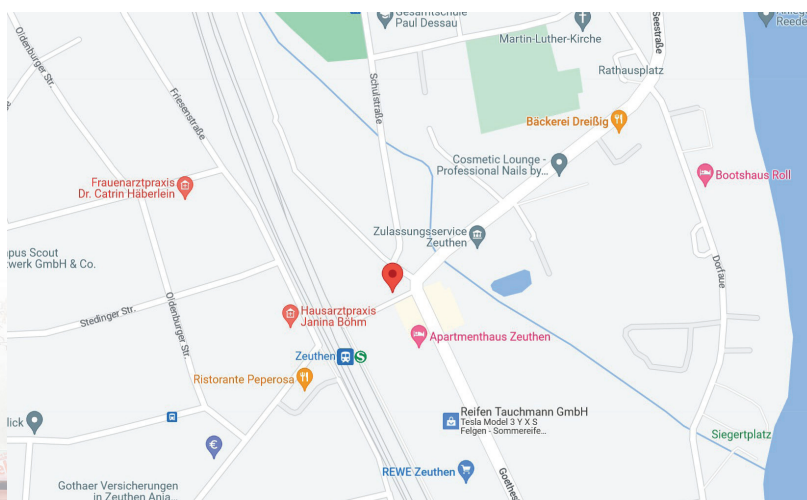 Gesamtschule
Paul Dessau
Reede
Martin-Luther-Kirche
Seestraße
Oldenburger Str.
Rathausplatz
Schulstraße
Friesenstraße
Bäckerei Dreißig
Cosmetic Lounge -
Professional Nails by...
Bootshaus Roll
Frauenarztpraxis
Dr. Catrin Häberlein
Zulassungsservice
Zeuthen
pus Scout
werk GmbH & Co.
Dorfaue
Stedinger Str.
Oldenburger Str.
Hausarztpraxis
Janina Böhm
Apartmenthaus Zeuthen
Zeuthen
S
Ristorante Peperosa
Reifen Tauchmann GmbH
Tesla Model 3 Y X S
Felgen - Sommereife...
lick
Siegertplatz
€
REWE Zeuthen
Goethes
Gothaer Versicherungen
in Zeuthen Anja...